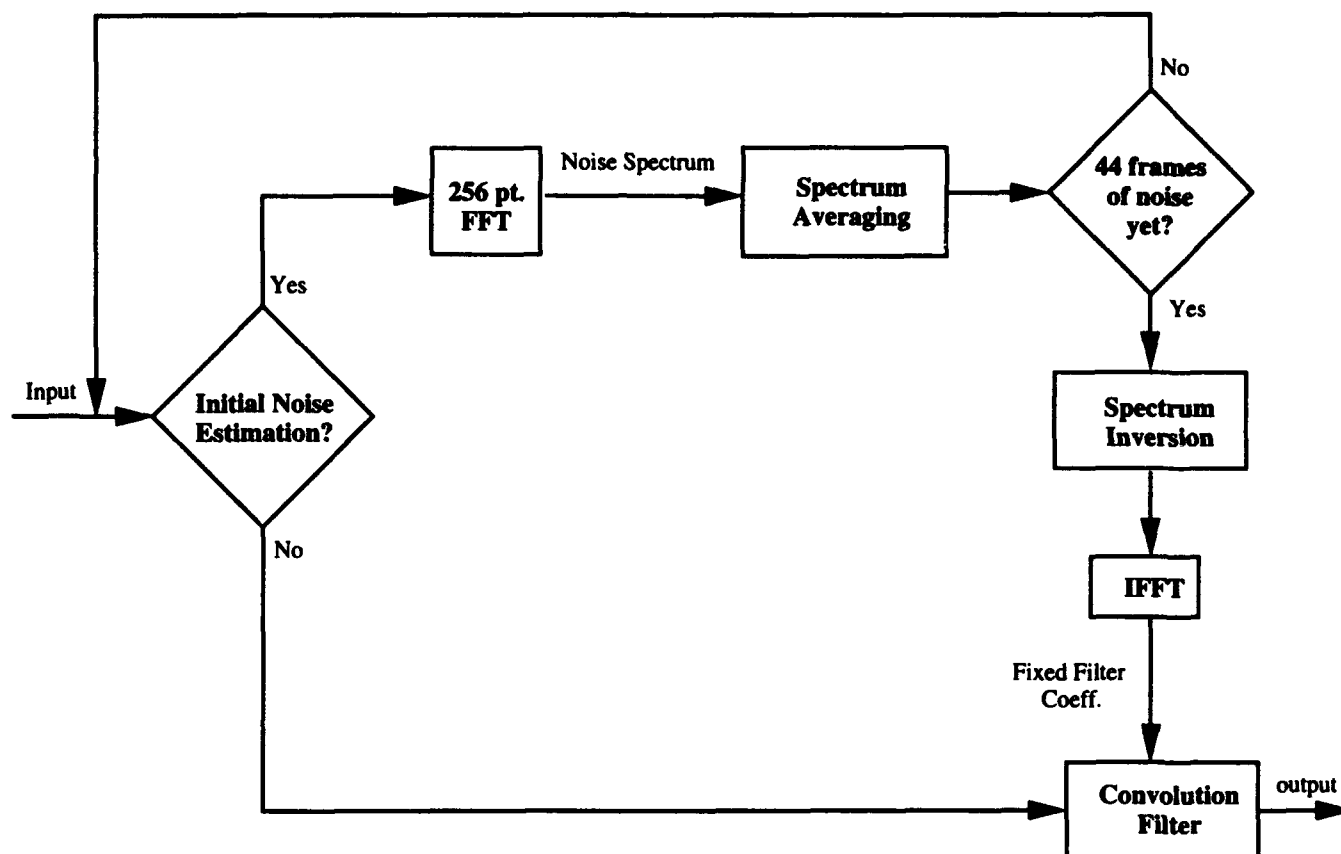 No
Noise Spectrum
256 pt.
FFT
Spectrum
Averaging
44 frames
of noise
yet?
Yes
Yes
Input
Initial Noise
Estimation?
Spectrum
Inversion
No
IFFT
Fixed Filter
Coeff.
Convolution
Filter
output